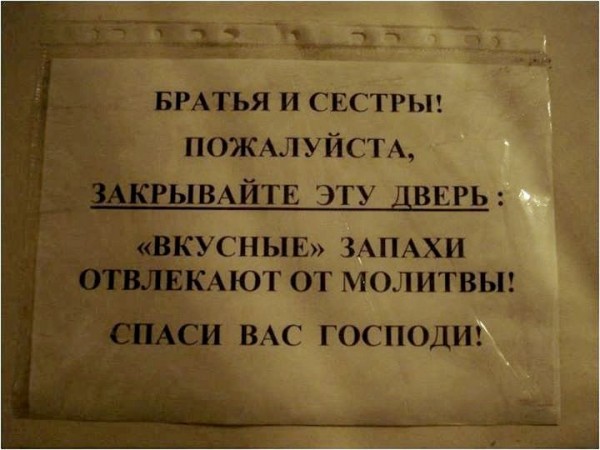 БРАТЬЯ И СЕСТРЫ!
ПОЖАЛУЙСТА,
ЗАКРЫВАЙТЕ ЭТУ ДВЕРЬ :
«ВКУСНЫЕ» ЗАПАХИ
ОТВЛЕКАЮТ ОТ МОЛИТВЫ!
СПАСИ ВАС ГОСПОДИ!